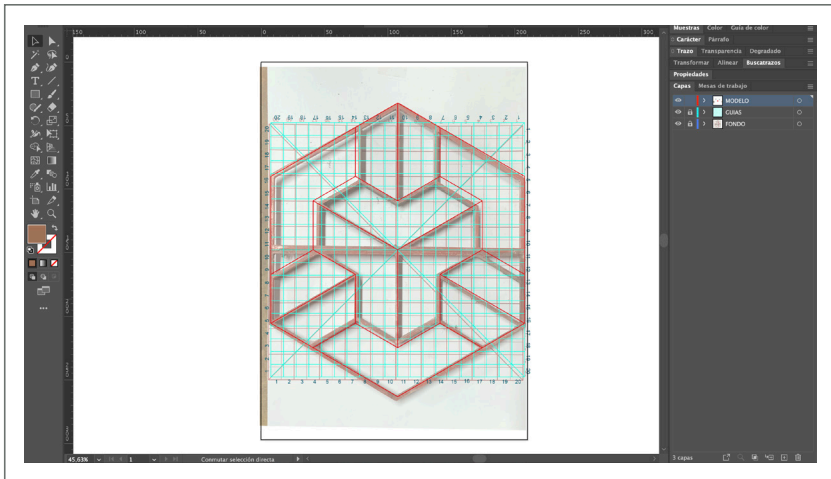 150 100 50 0 50 100 150 200 250 300
Muestras Color Guía de color
Carácter Párrafo
Trazo Transparencia Degradado
Transformar Alinear Buscatrazos
Propiedades
Capas Mesas de trabajo
MODELO
GUIAS
FONDO
1 2 3 4 5 6 7 8 9 10 11 12 13 14 15 16 17 18 19 20
45,63% 1 Conmutar selección directa
3 capas